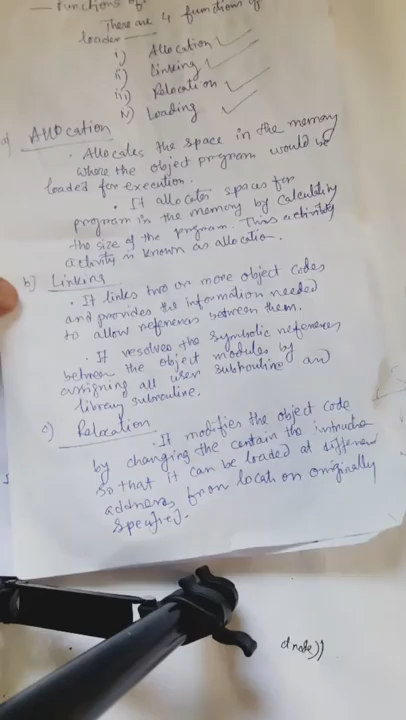 — Functions of
There are 4 functions of
loader —
i) Allocation
ii) Linking
iii) Relocation
iv) Loading
a) Allocation
· Allocates the space in the memory
where the object program would be
loaded for execution.
· It allocates spaces for
program in the memory by calculating
the size of the program. This activity
activity is known as allocation.
b) Linking
· It links two or more object codes
and provides the information needed
to allow references between them.
· It resolves the symbolic references
between the object modules by
assigning all user subroutine and
library subroutine.
c) Relocation
· It modifies the object code
by changing the certain the instructio
so that it can be loaded at different
address from location originally
specified.
d node))